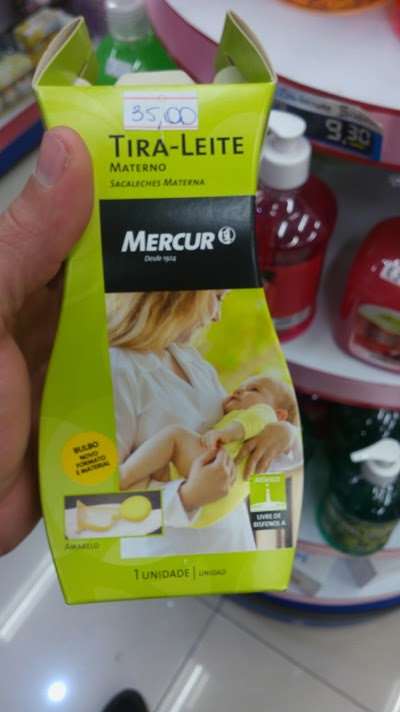 35,00
TIRA-LEITE
MATERNO
SACALECHES MATERNA
MERCUR
Desde 1924
BULBO
NOVO
FORMATO
E MATERIAL
LIVRE DE
BISFENOL A
AMARELO
1 UNIDADE | UNIDAD
9,30